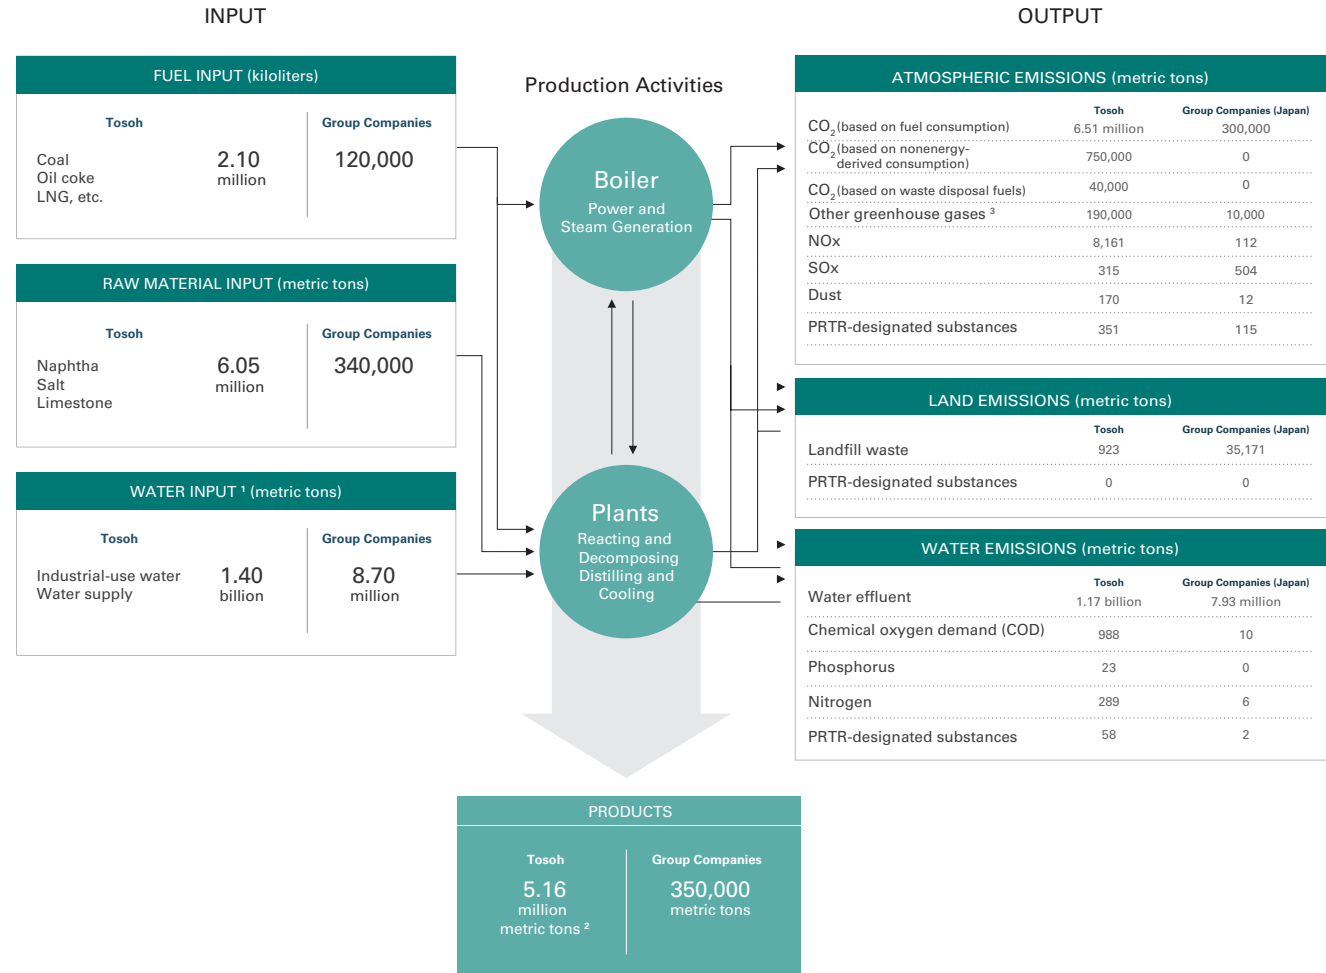 INPUT
OUTPUT
FUEL INPUT (kiloliters)
Tosoh
Group Companies
Coal
Oil coke
LNG, etc.
2.10
million
120,000
RAW MATERIAL INPUT (metric tons)
Tosoh
Group Companies
Naphtha
Salt
Limestone
6.05
million
340,000
WATER INPUT ¹ (metric tons)
Tosoh
Group Companies
Industrial-use water
Water supply
1.40
billion
8.70
million
Production Activities
Boiler
Power and
Steam Generation
Plants
Reacting and
Decomposing
Distilling and
Cooling
PRODUCTS
Tosoh
Group Companies
5.16
million
metric tons ²
350,000
metric tons
ATMOSPHERIC EMISSIONS (metric tons)
Tosoh Group Companies (Japan)
CO₂ (based on fuel consumption) 6.51 million 300,000
CO₂ (based on nonenergy-
derived consumption) 750,000 0
CO₂ (based on waste disposal fuels) 40,000 0
Other greenhouse gases ³ 190,000 10,000
NOx 8,161 112
SOx 315 504
Dust 170 12
PRTR-designated substances 351 115
LAND EMISSIONS (metric tons)
Tosoh Group Companies (Japan)
Landfill waste 923 35,171
PRTR-designated substances 0 0
WATER EMISSIONS (metric tons)
Tosoh Group Companies (Japan)
Water effluent 1.17 billion 7.93 million
Chemical oxygen demand (COD) 988 10
Phosphorus 23 0
Nitrogen 289 6
PRTR-designated substances 58 2